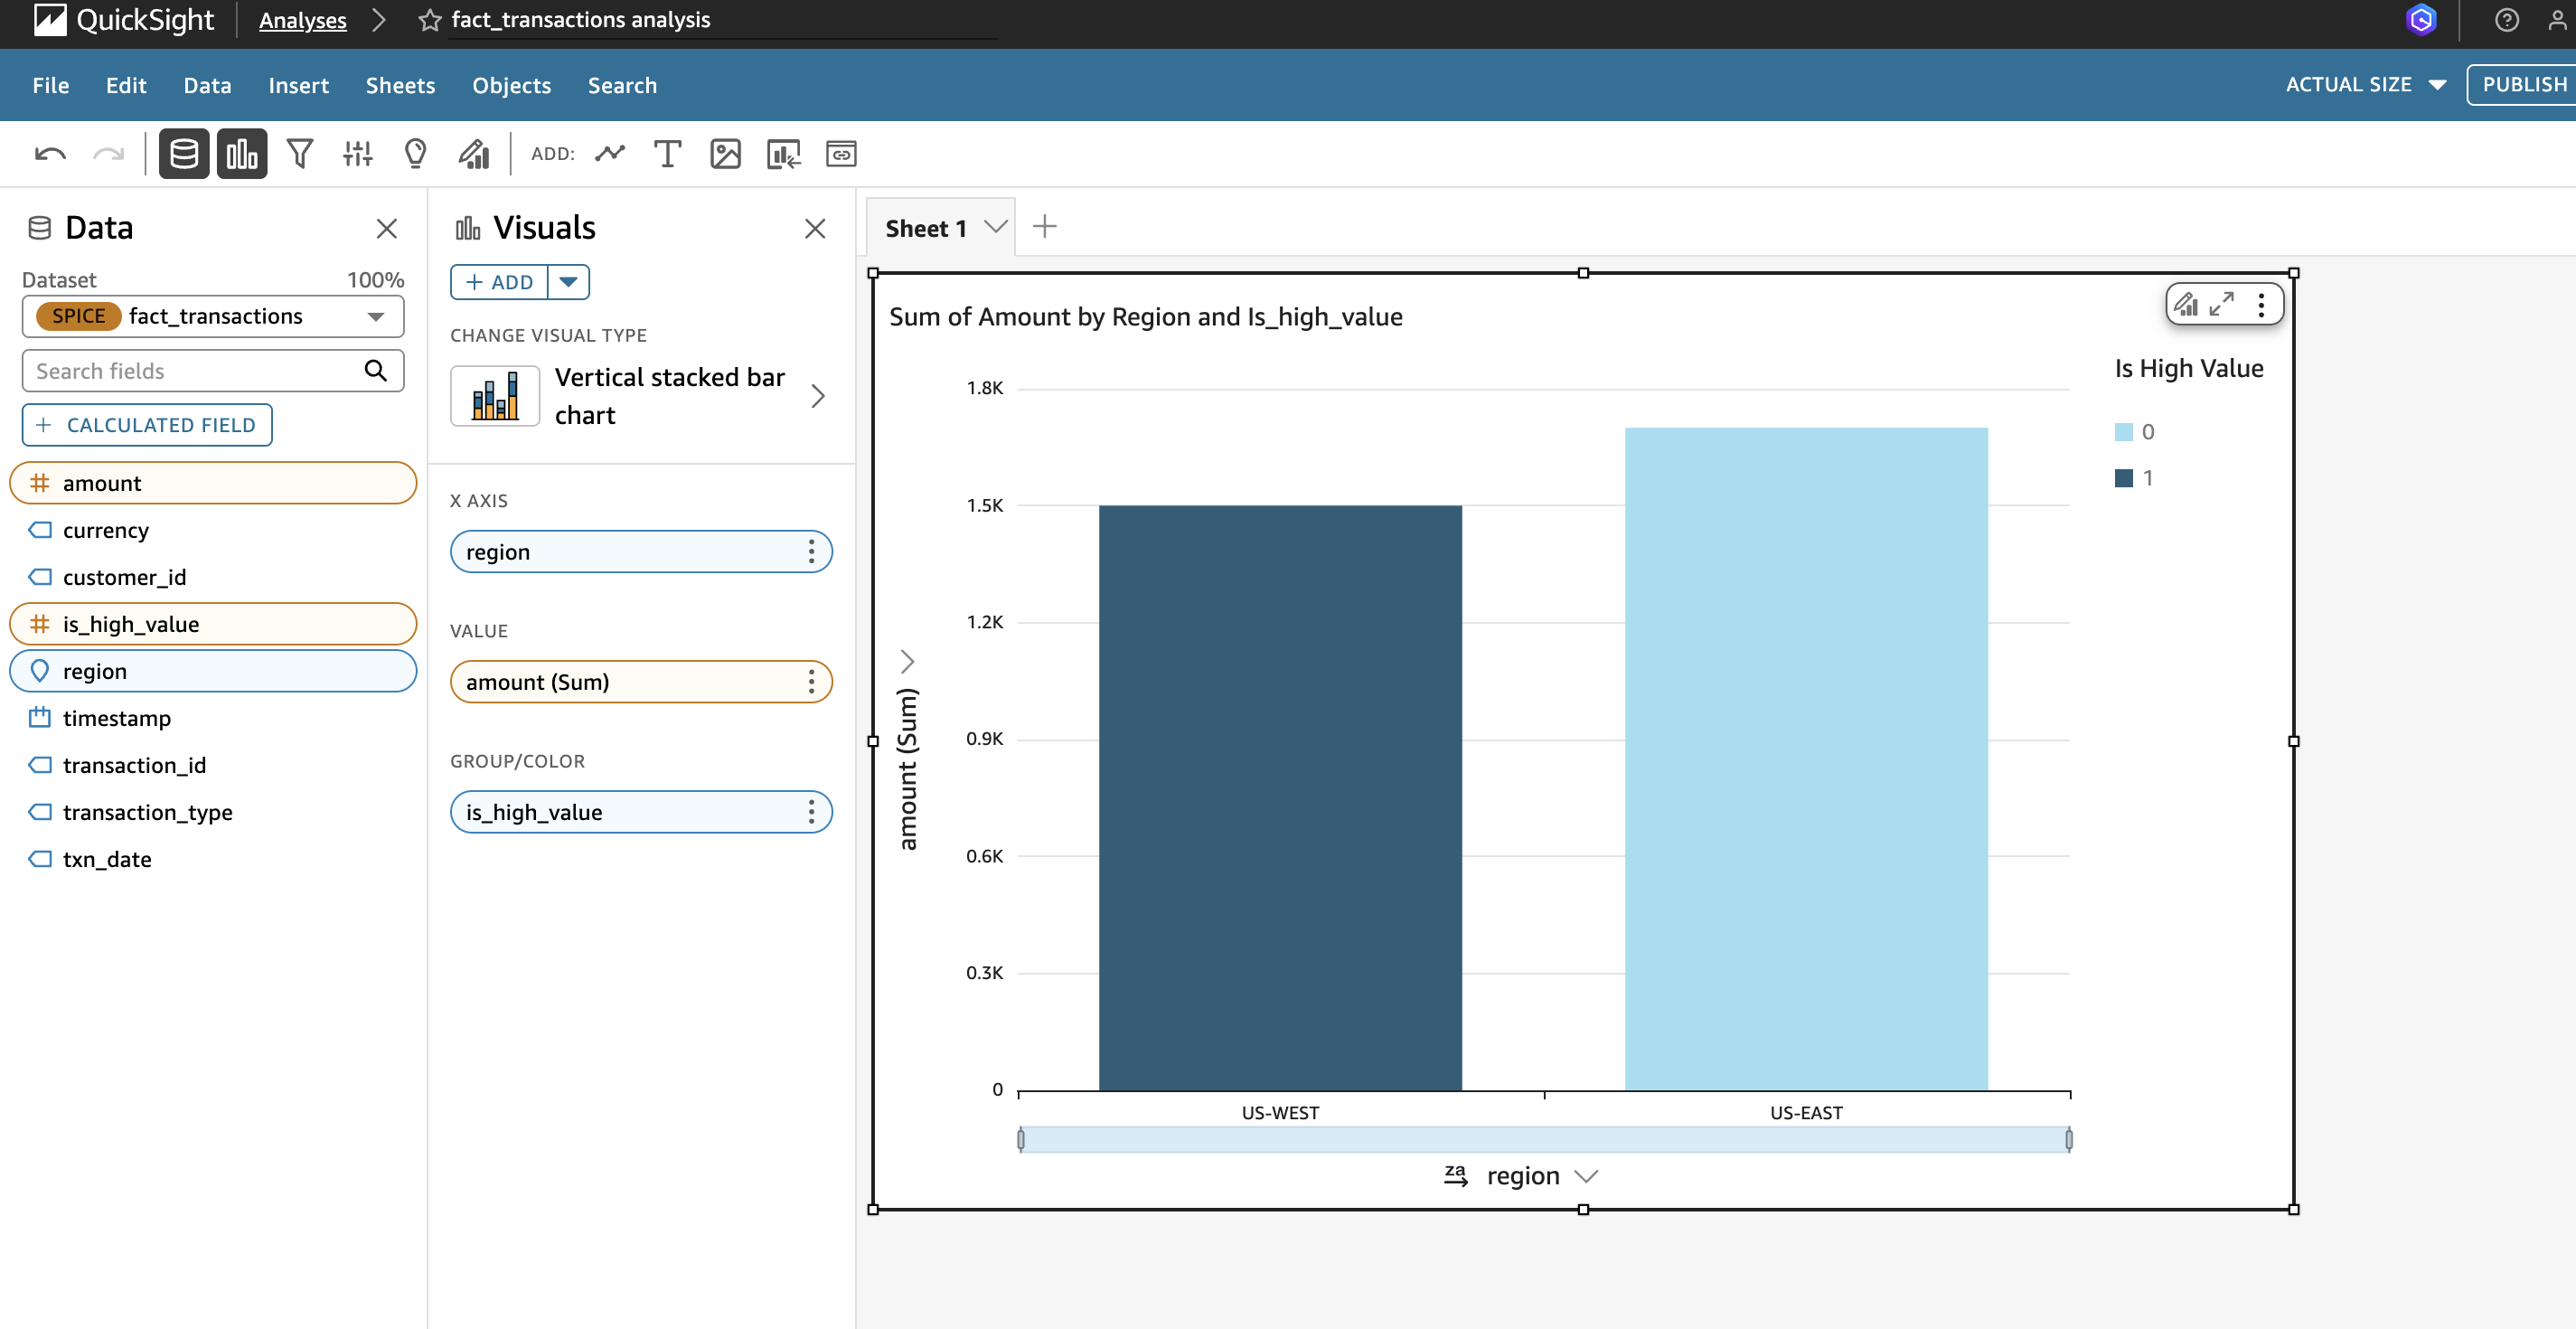 QuickSight Analyses fact_transactions analysis
File Edit Data Insert Sheets Objects Search ACTUAL SIZE PUBLISH
ADD:
Data
Dataset 100%
SPICE fact_transactions
Search fields
+ CALCULATED FIELD
# amount
currency
customer_id
# is_high_value
region
timestamp
transaction_id
transaction_type
txn_date
Visuals
+ ADD
CHANGE VISUAL TYPE
Vertical stacked bar
chart
X AXIS
region
VALUE
amount (Sum)
GROUP/COLOR
is_high_value
Sheet 1
Sum of Amount by Region and Is_high_value
Is High Value
0
1
1.8K
1.5K
1.2K
0.9K
0.6K
0.3K
0
amount (Sum)
US-WEST US-EAST
za region